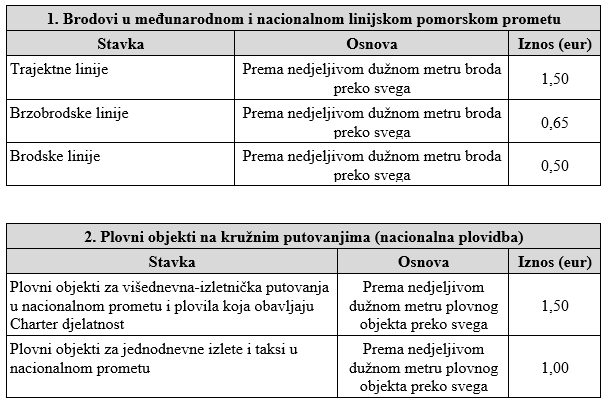 1. Brodovi u međunarodnom i nacionalnom linijskom pomorskom prometu
Stavka Osnova Iznos (eur)
Trajektne linije Prema nedjeljivom dužnom metru broda
preko svega 1,50
Brzobrodske linije Prema nedjeljivom dužnom metru broda
preko svega 0,65
Brodske linije Prema nedjeljivom dužnom metru broda
preko svega 0,50
2. Plovni objekti na kružnim putovanjima (nacionalna plovidba)
Stavka Osnova Iznos (eur)
Plovni objekti za višednevna-izletnička putovanja Prema nedjeljivom
u nacionalnom prometu i plovila koja obavljaju dužnom metru plovnog 1,50
Charter djelatnost objekta preko svega
Plovni objekti za jednodnevne izlete i taksi u Prema nedjeljivom
nacionalnom prometu dužnom metru plovnog 1,00
objekta preko svega